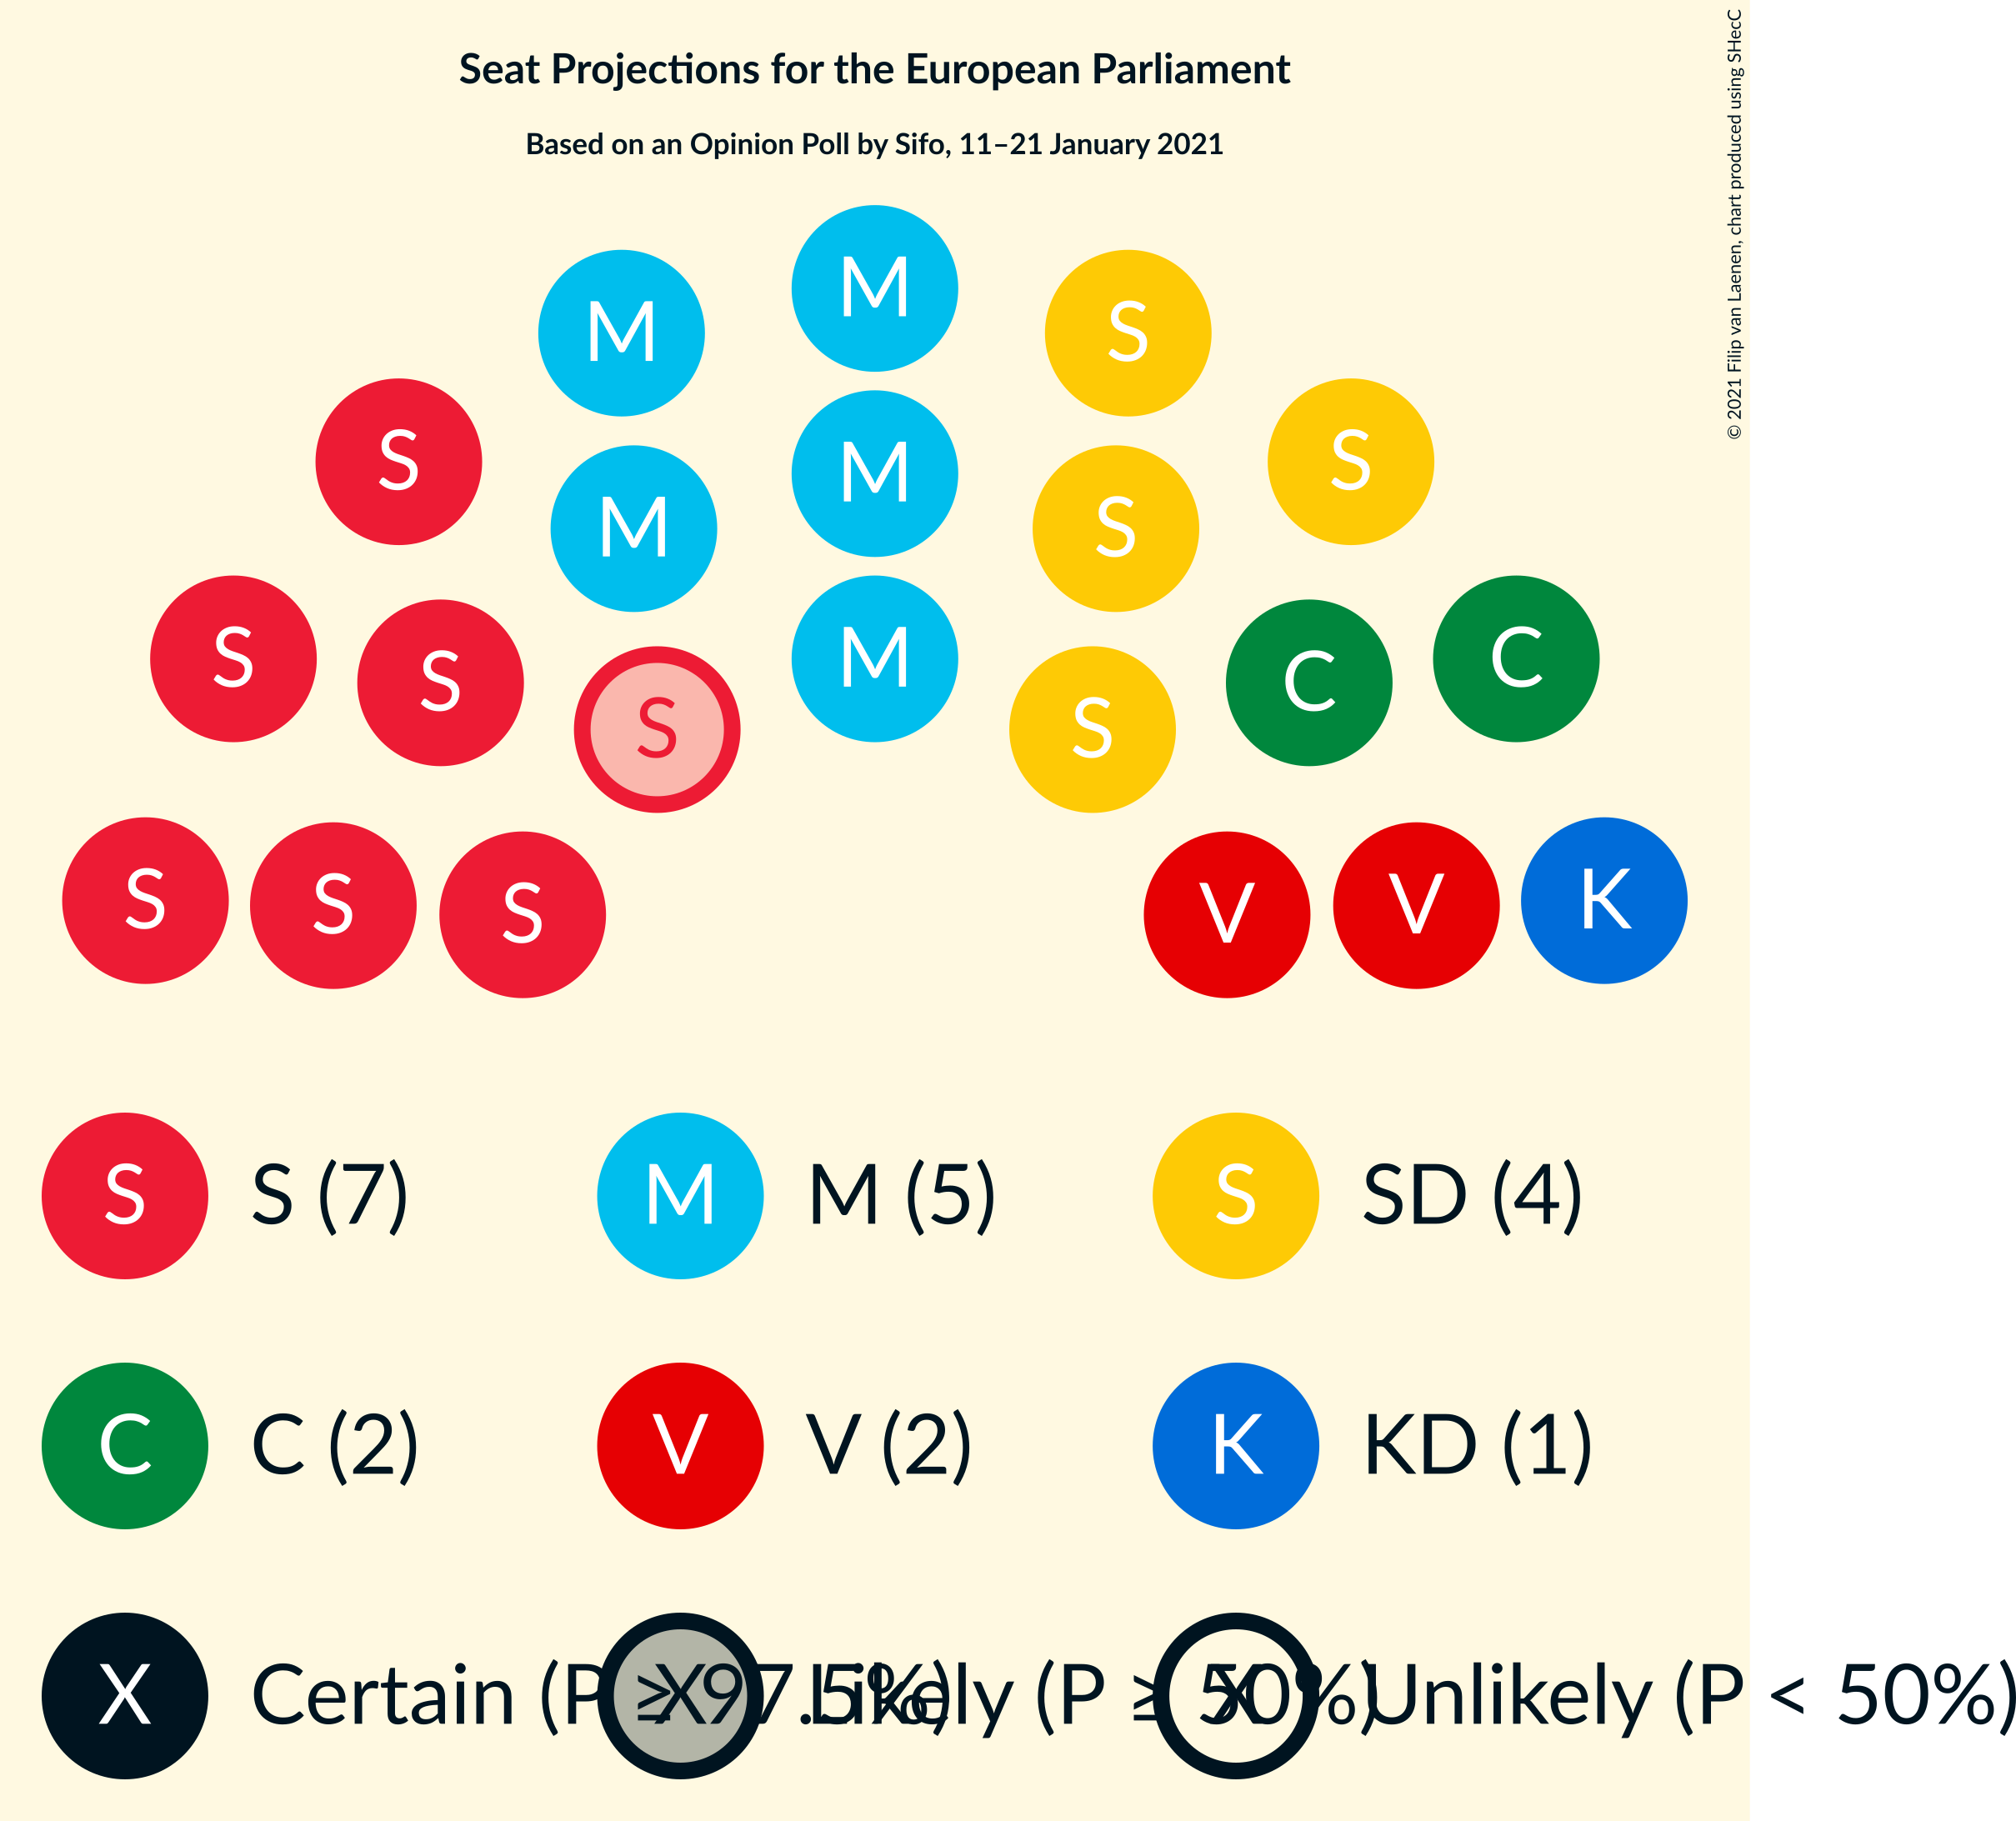 Seat Projections for the European Parliament
Based on an Opinion Poll by Sifo, 11–21 January 2021
© 2021 Filip van Laenen, chart produced using SHecC
M
M
S
S
M
S
M
M
S
S
S
S
S
M
S
C
C
S
S
S
V
V
K
S S (7)
M M (5)
S SD (4)
C C (2)
V V (2)
K KD (1)
X Certain (P ≥ 97.5%)
X Likely (P ≥ 50%)
X Unlikely (P < 50%)